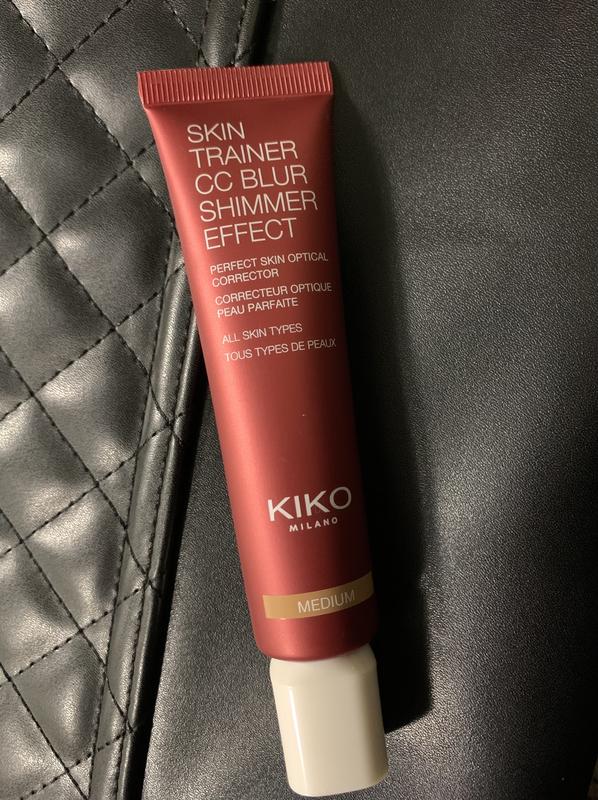 SKIN
TRAINER
CC BLUR
SHIMMER
EFFECT
PERFECT SKIN OPTICAL
CORRECTOR
CORRECTEUR OPTIQUE
PEAU PARFAITE
ALL SKIN TYPES
TOUS TYPES DE PEAUX
KIKO
MILANO
MEDIUM